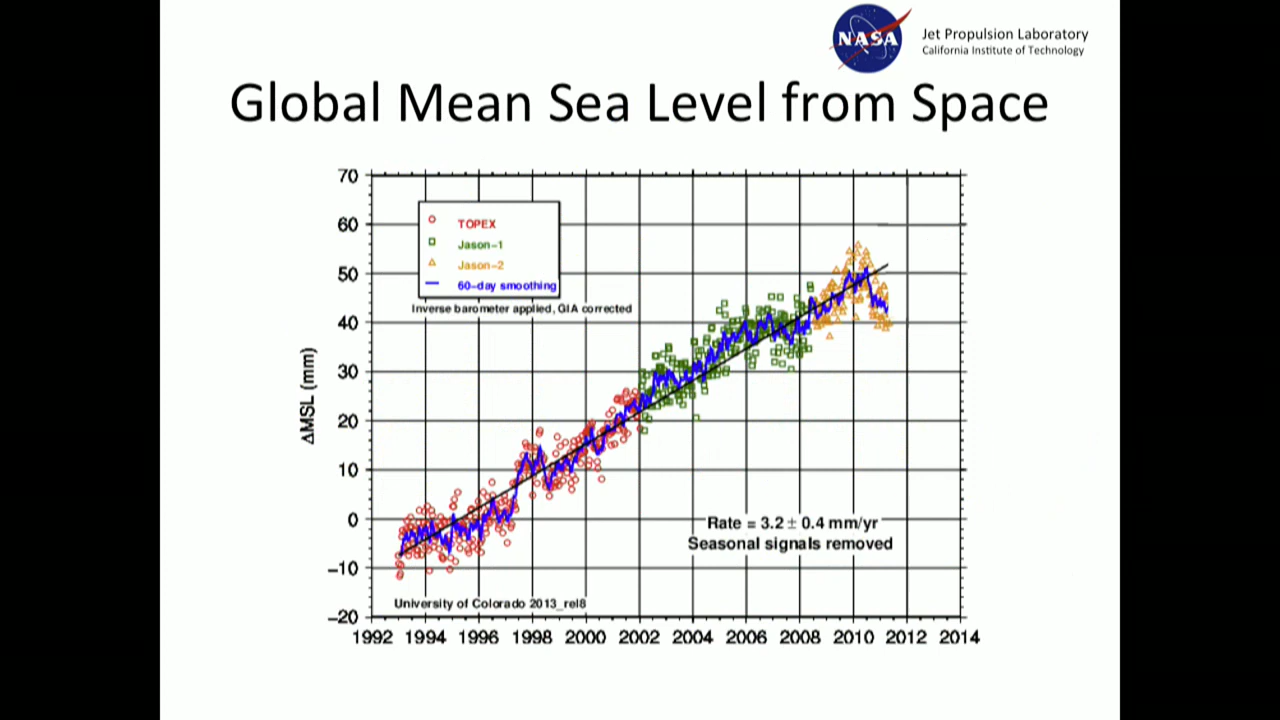 NASA
Jet Propulsion Laboratory
California Institute of Technology
Global Mean Sea Level from Space
70
60
50
40
30
20
10
0
−10
−20
ΔMSL (mm)
TOPEX
Jason−1
Jason−2
60−day smoothing
Inverse barometer applied, GIA corrected
Rate = 3.2 ± 0.4 mm/yr
Seasonal signals removed
University of Colorado 2013_rel8
1992 1994 1996 1998 2000 2002 2004 2006 2008 2010 2012 2014